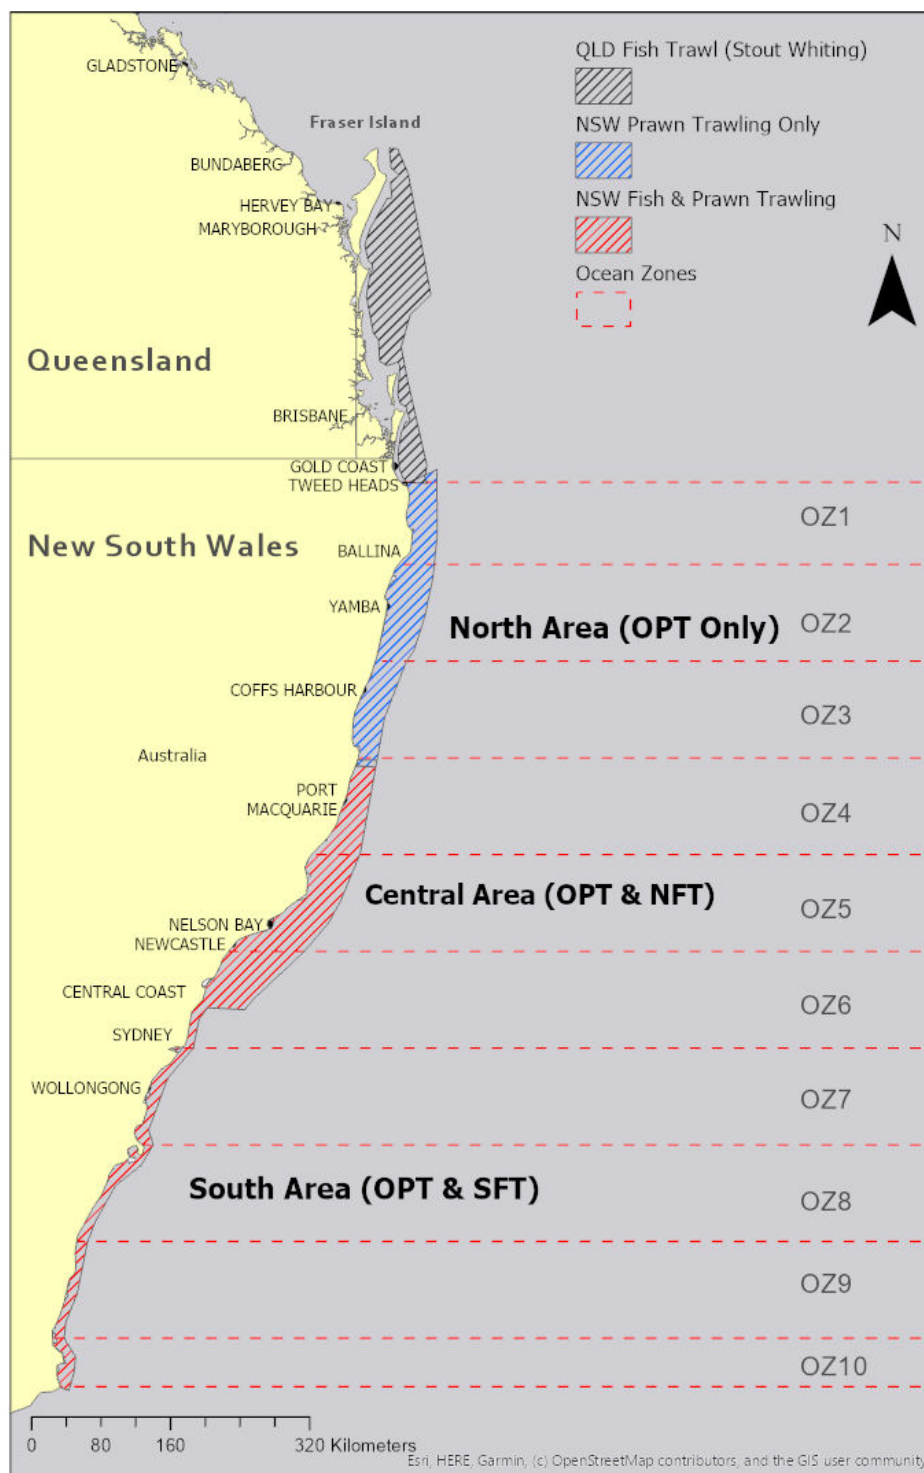 GLADSTONE
Fraser Island
BUNDABERG
HERVEY BAY
MARYBOROUGH
Queensland
BRISBANE
GOLD COAST
TWEED HEADS
New South Wales
BALLINA
YAMBA
COFFS HARBOUR
Australia
PORT
MACQUARIE
NELSON BAY
NEWCASTLE
CENTRAL COAST
SYDNEY
WOLLONGONG
QLD Fish Trawl (Stout Whiting)
NSW Prawn Trawling Only
NSW Fish & Prawn Trawling
Ocean Zones
N
OZ1
North Area (OPT Only)
OZ2
OZ3
OZ4
Central Area (OPT & NFT)
OZ5
OZ6
OZ7
South Area (OPT & SFT)
OZ8
OZ9
OZ10
0 80 160 320 Kilometers
Esri, HERE, Garmin, (c) OpenStreetMap contributors, and the GIS user community